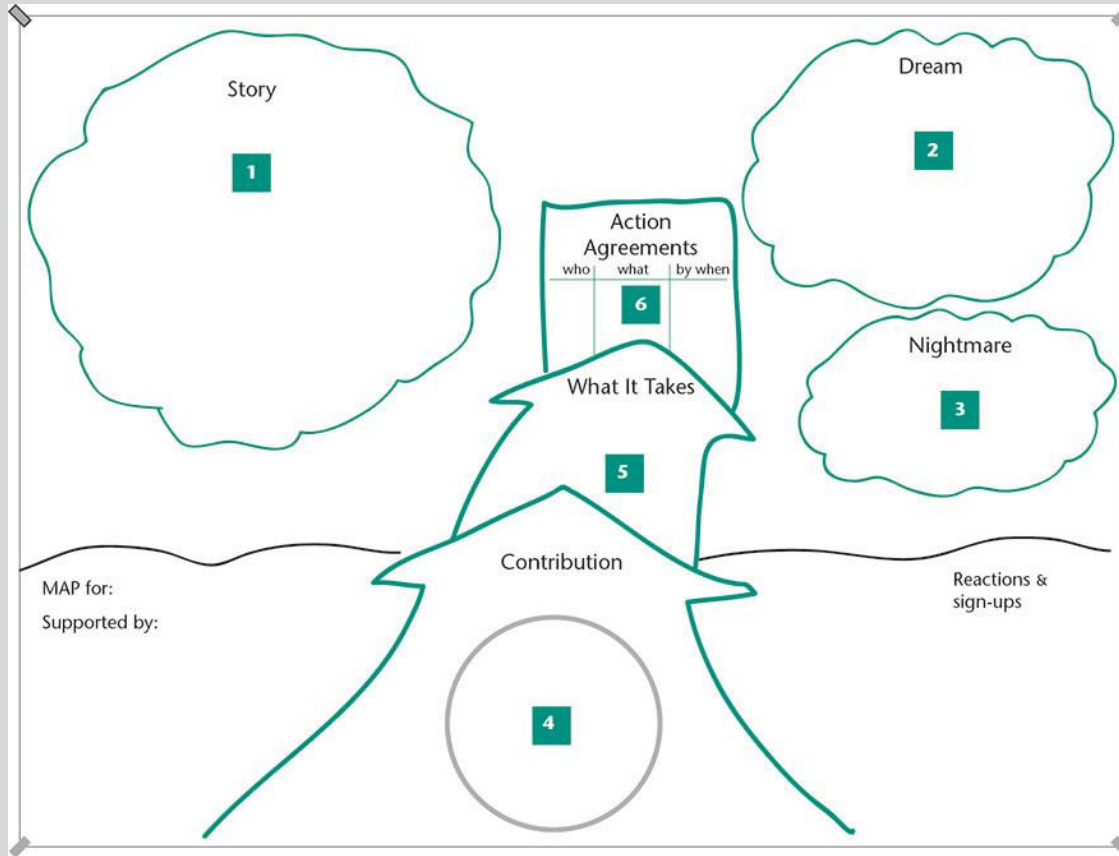 Story
1
Dream
2
Action
Agreements
who what by when
6
Nightmare
3
What It Takes
5
Contribution
4
MAP for:
Supported by:
Reactions &
sign-ups